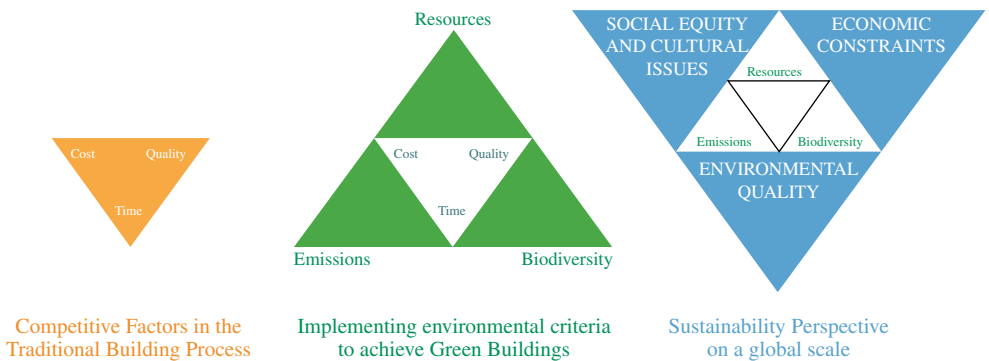 Cost
Quality
Time
Competitive Factors in the
Traditional Building Process
Resources
Cost
Quality
Time
Emissions
Biodiversity
Implementing environmental criteria
to achieve Green Buildings
SOCIAL EQUITY
AND CULTURAL
ISSUES
ECONOMIC
CONSTRAINTS
Resources
Emissions
Biodiversity
ENVIRONMENTAL
QUALITY
Sustainability Perspective
on a global scale